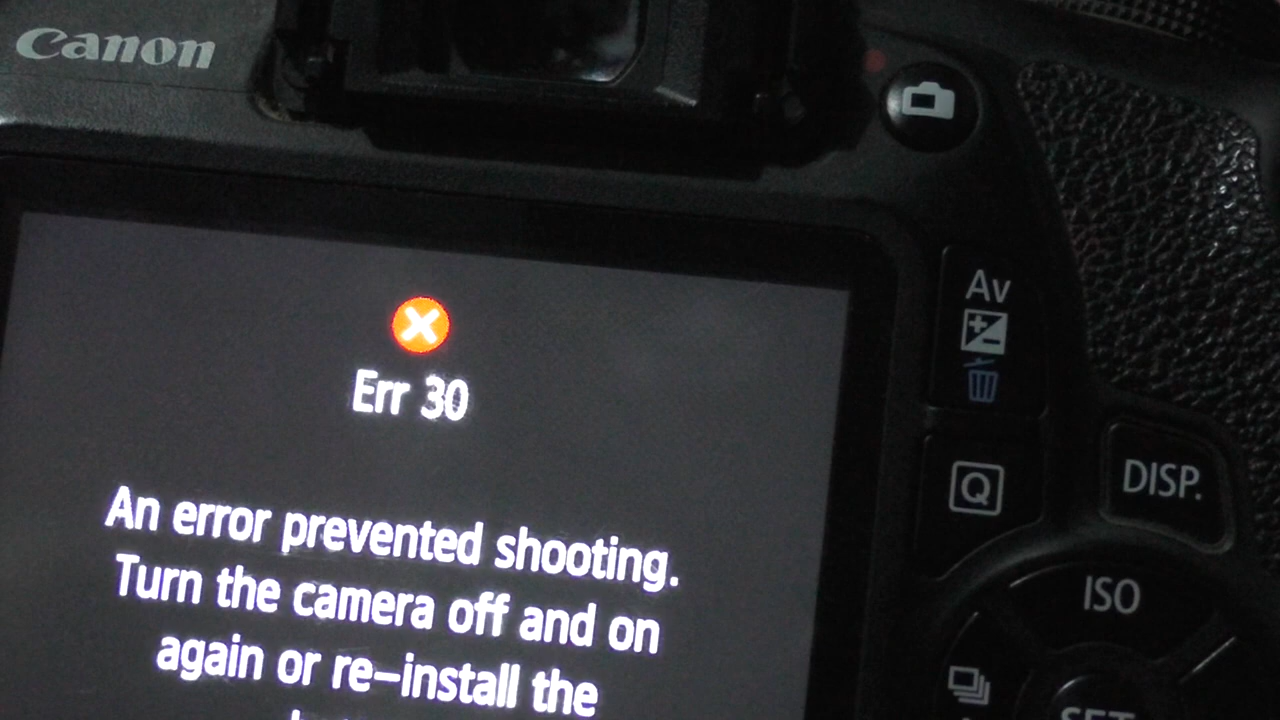 Canon
Err 30
An error prevented shooting.
Turn the camera off and on
again or re-install the
Av
Q
DISP.
ISO
SET